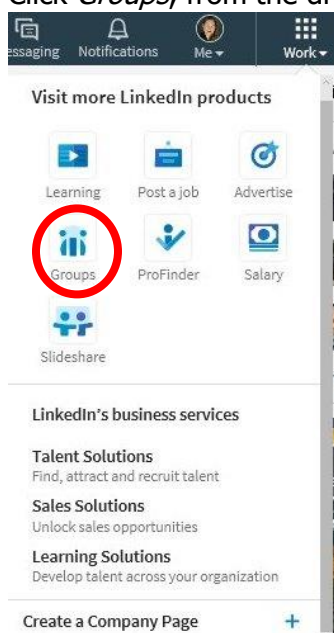 Click Groups, from the dr
essaging Notifications Me Work
Visit more LinkedIn products
Learning Post a job Advertise
Groups ProFinder Salary
Slideshare
LinkedIn's business services
Talent Solutions
Find, attract and recruit talent
Sales Solutions
Unlock sales opportunities
Learning Solutions
Develop talent across your organization
Create a Company Page +